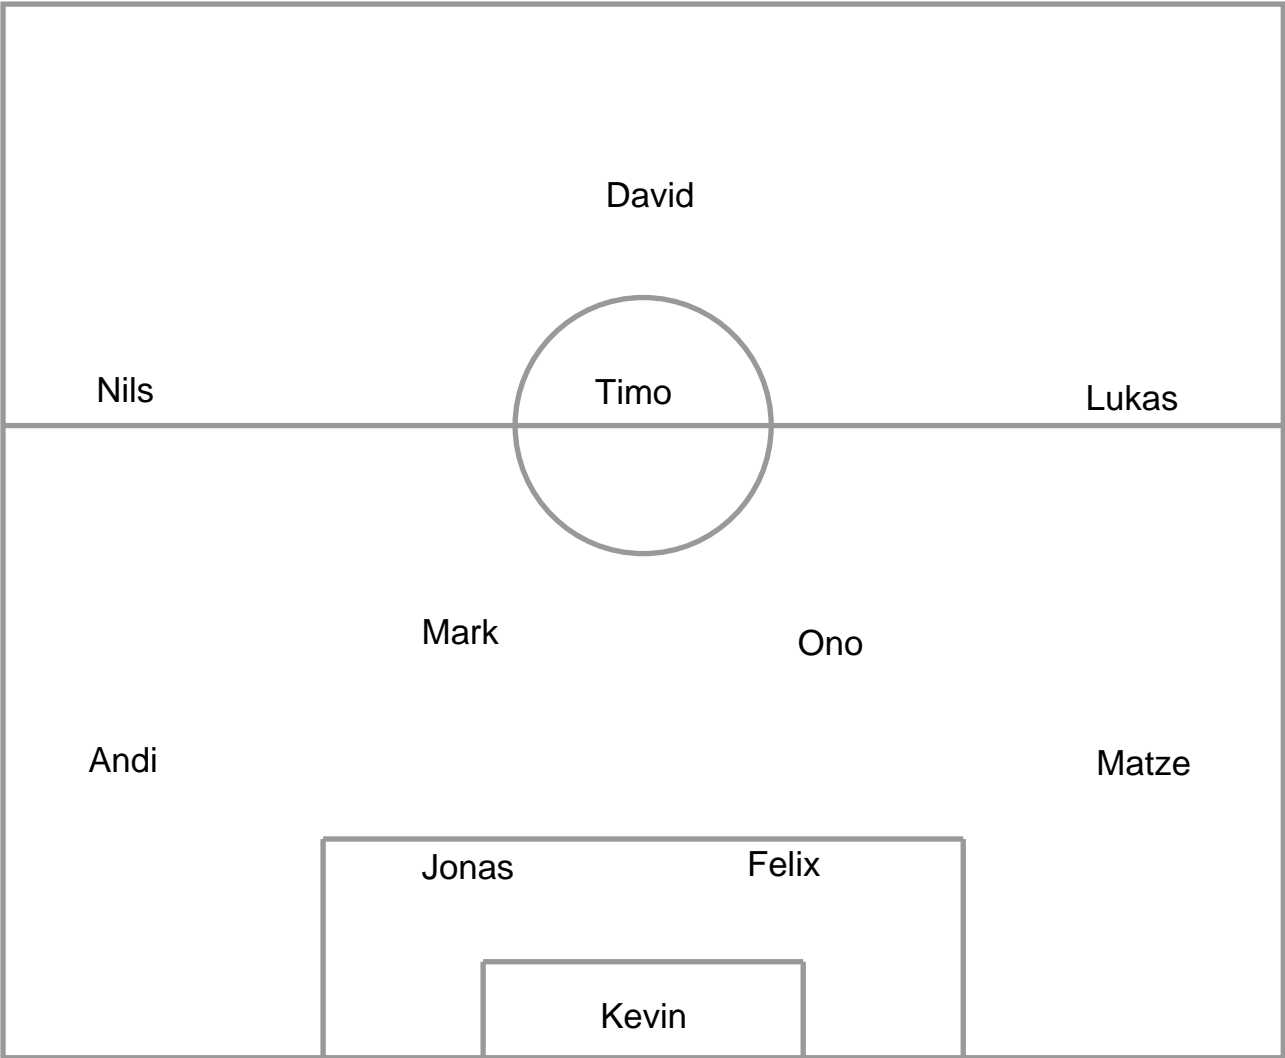 David
Nils Timo Lukas
Mark Ono
Andi Matze
Jonas Felix
Kevin